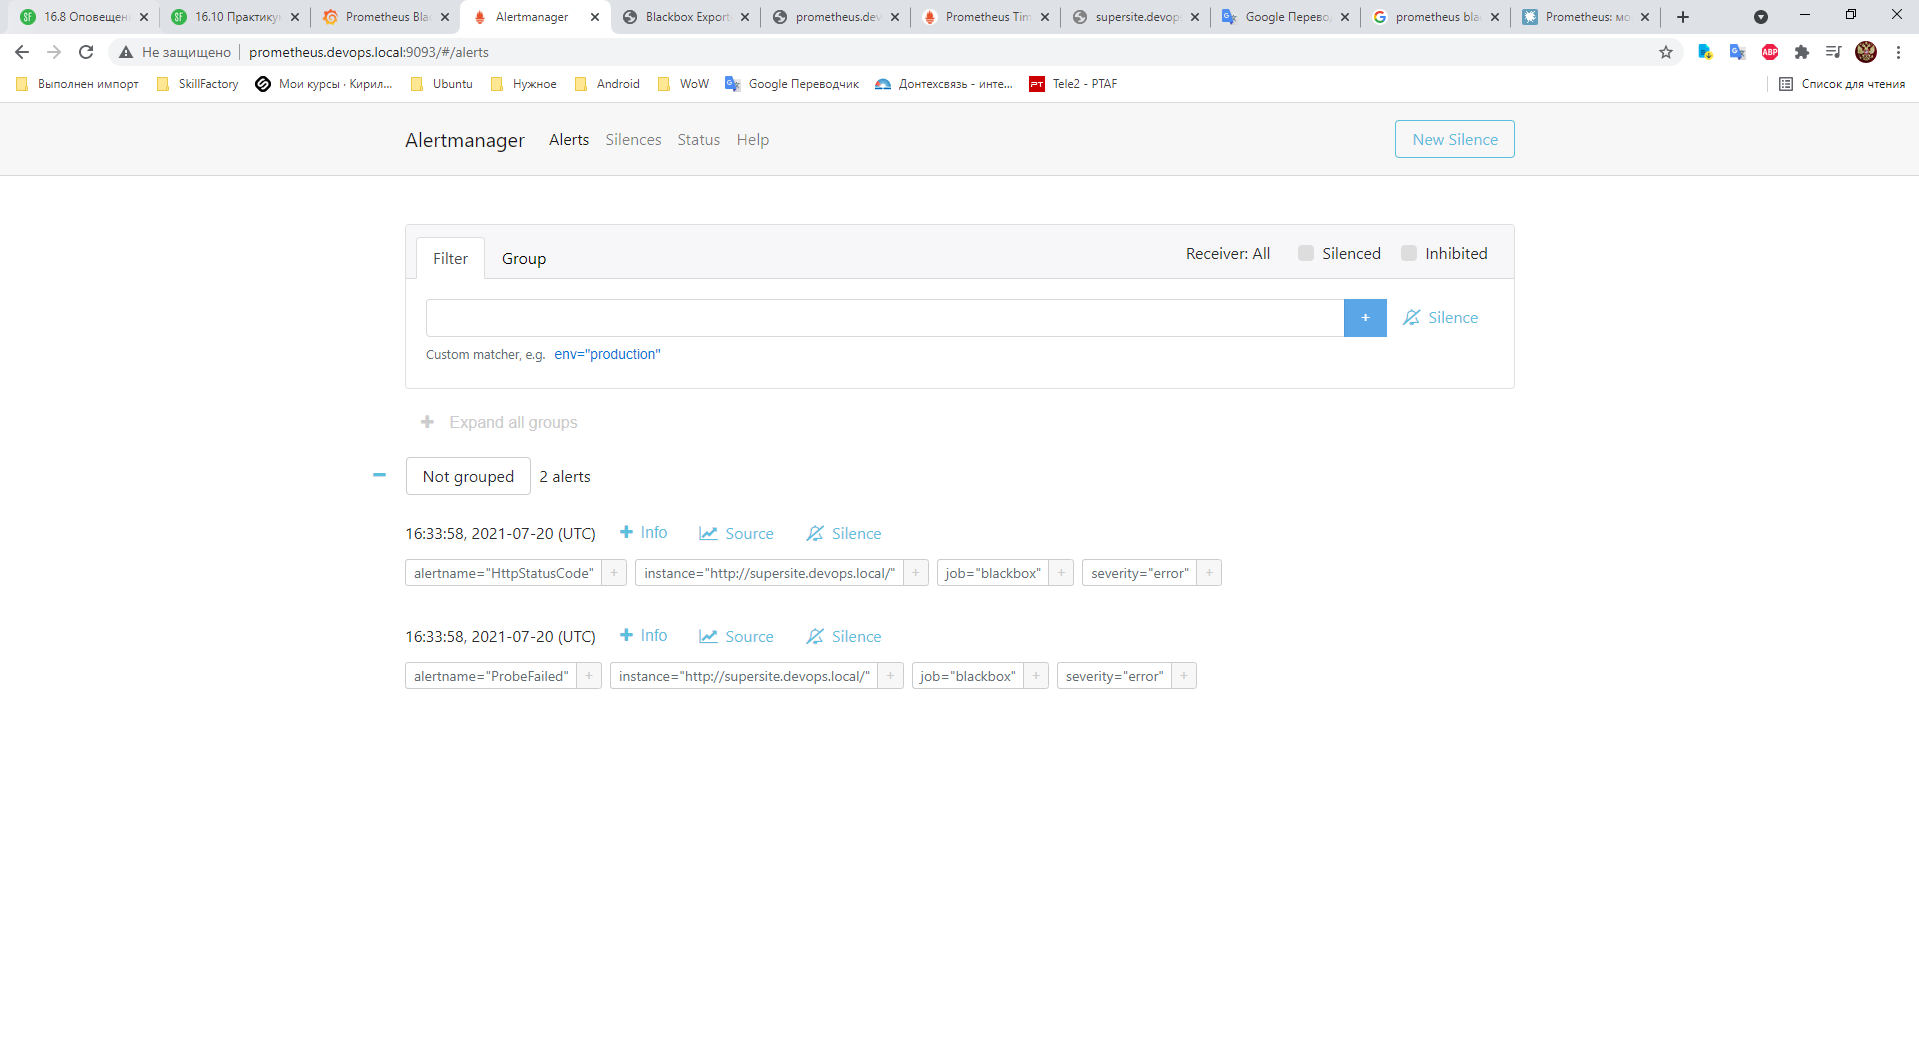 16.8 Оповещен
16.10 Практику
Prometheus Bla
Alertmanager
Blackbox Export
prometheus.dev
Prometheus Tim
supersite.devops
Google Перево
prometheus bla
Prometheus: мо
Не защищено
prometheus.devops.local:9093/#/alerts
ABP
Выполнен импорт
SkillFactory
Мои курсы · Кирил...
Ubuntu
Нужное
Android
WoW
Google Переводчик
Донтехсвязь - инте...
PT
Tele2 - PTAF
Список для чтения
Alertmanager Alerts Silences Status Help New Silence
Filter Group Receiver: All Silenced Inhibited
+ Silence
Custom matcher, e.g. env="production"
+ Expand all groups
Not grouped 2 alerts
16:33:58, 2021-07-20 (UTC) + Info Source Silence
alertname="HttpStatusCode" + instance="http://supersite.devops.local/" + job="blackbox" + severity="error" +
16:33:58, 2021-07-20 (UTC) + Info Source Silence
alertname="ProbeFailed" + instance="http://supersite.devops.local/" + job="blackbox" + severity="error" +